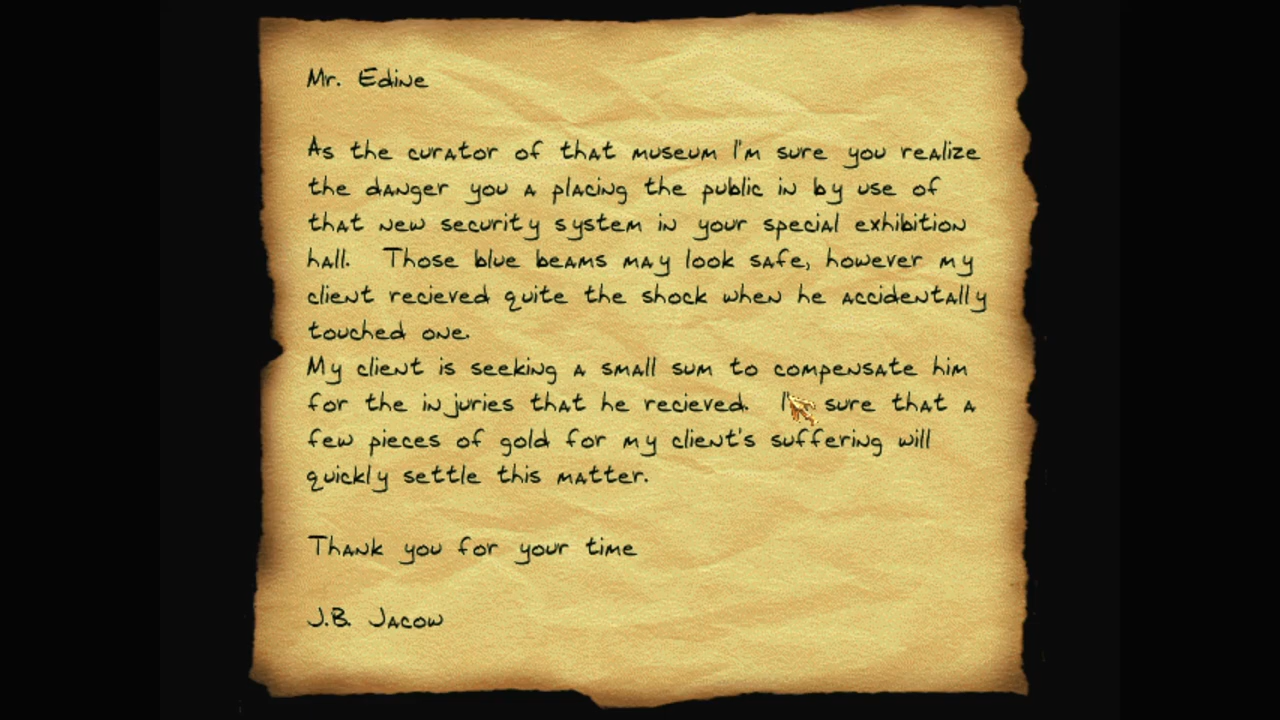 Mr. Edine
As the curator of that museum I'm sure you realize
the danger you a placing the public in by use of
that new security system in your special exhibition
hall. Those blue beams may look safe, however my
client recieved quite the shock when he accidentally
touched one.
My client is seeking a small sum to compensate him
for the injuries that he recieved. I' sure that a
few pieces of gold for my client's suffering will
quickly settle this matter.
Thank you for your time
J.B. Jacow